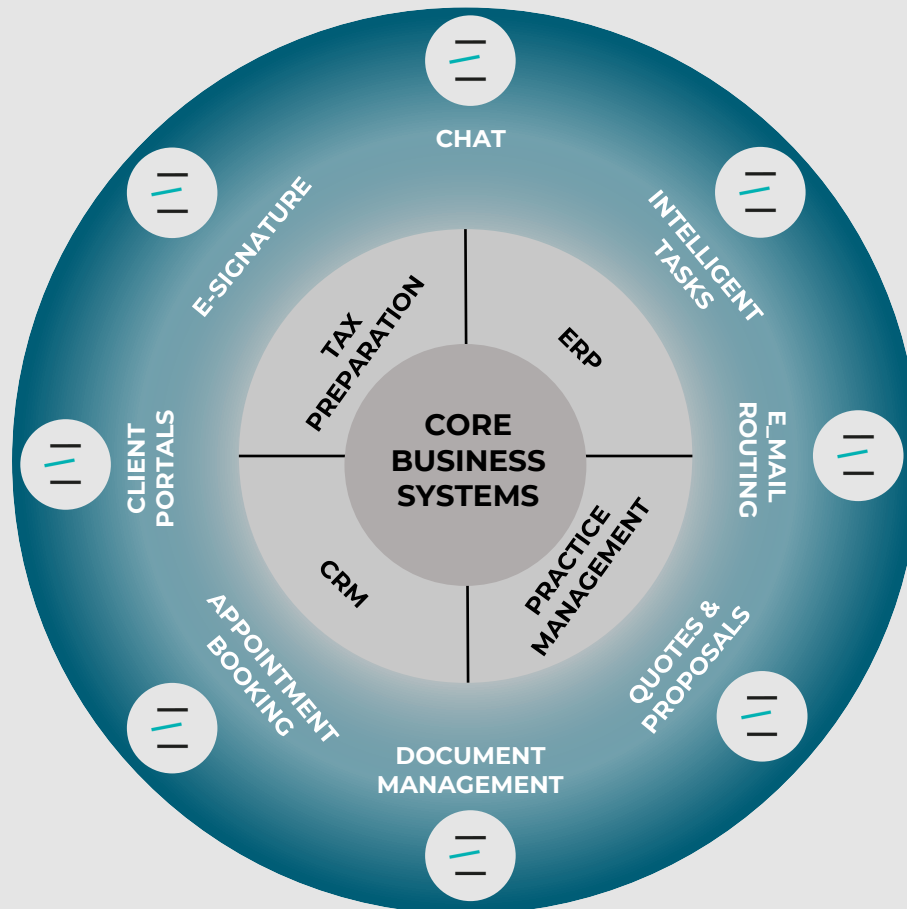 CHAT
INTELLIGENT
TASKS
E_MAIL
ROUTING
QUOTES &
PROPOSALS
DOCUMENT
MANAGEMENT
APPOINTMENT
BOOKING
CLIENT
PORTALS
E-SIGNATURE
TAX
PREPARATION
ERP
PRACTICE
MANAGEMENT
CRM
CORE
BUSINESS
SYSTEMS